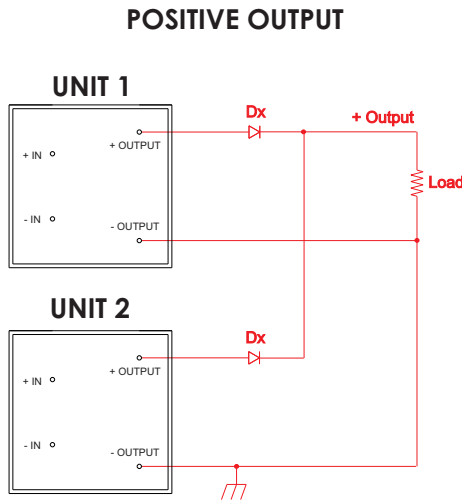 POSITIVE OUTPUT
UNIT 1
Dx
+ Output
+ OUTPUT
+ IN
Load
- IN
- OUTPUT
UNIT 2
Dx
+ OUTPUT
+ IN
- IN
- OUTPUT